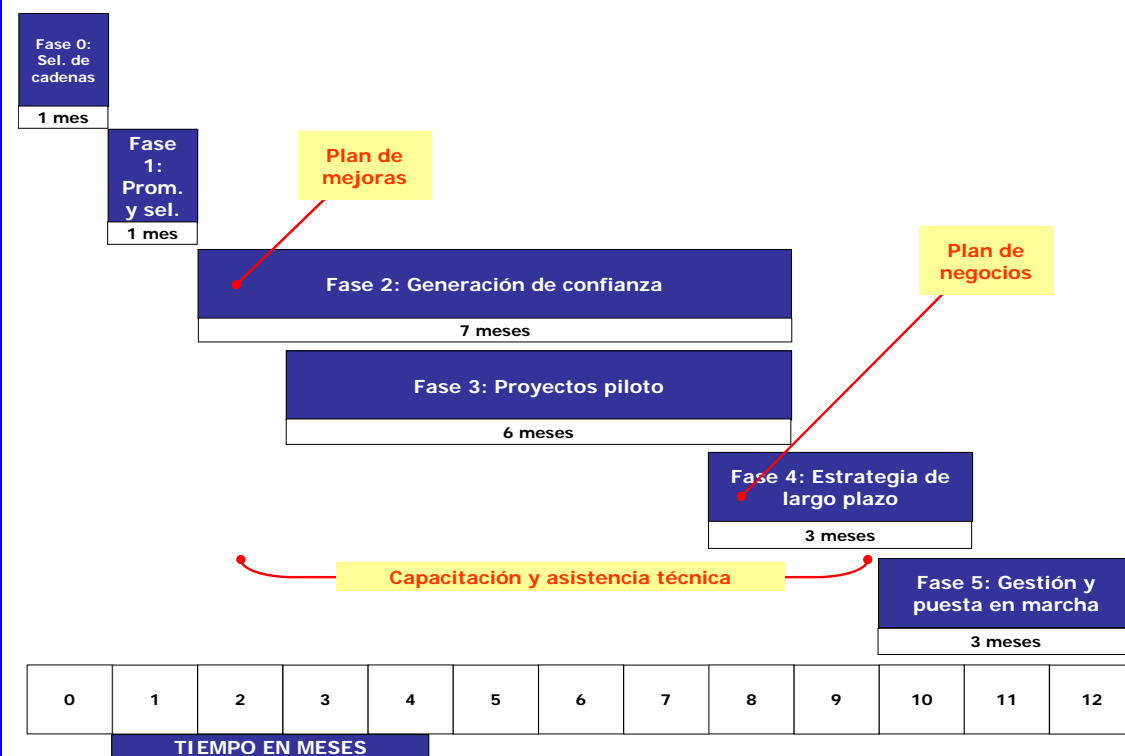 Fase 0:
Sel. de
cadenas
1 mes
Fase
1:
Prom.
y sel.
1 mes
Plan de
mejoras
Fase 2: Generación de confianza
7 meses
Plan de
negocios
Fase 3: Proyectos piloto
6 meses
Fase 4: Estrategia de
largo plazo
3 meses
Capacitación y asistencia técnica
Fase 5: Gestión y
puesta en marcha
3 meses
0 1 2 3 4 5 6 7 8 9 10 11 12
TIEMPO EN MESES